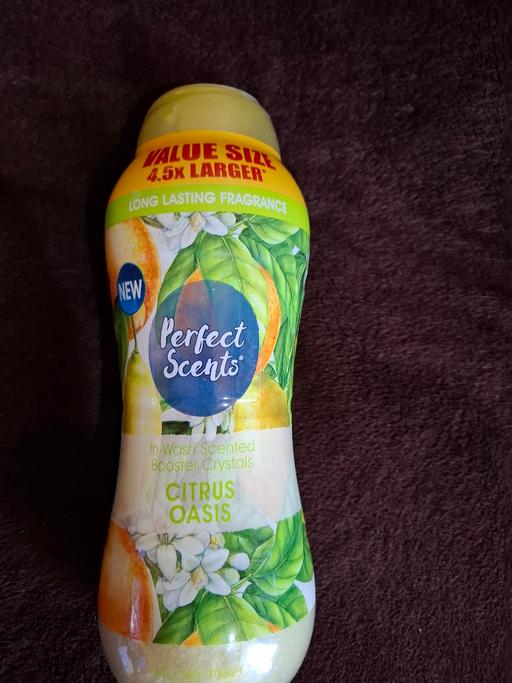 VALUE SIZE
4.5x LARGER*
LONG LASTING FRAGRANCE
NEW
Perfect
Scents®
In-Wash Scented
Booster Crystals
CITRUS
OASIS